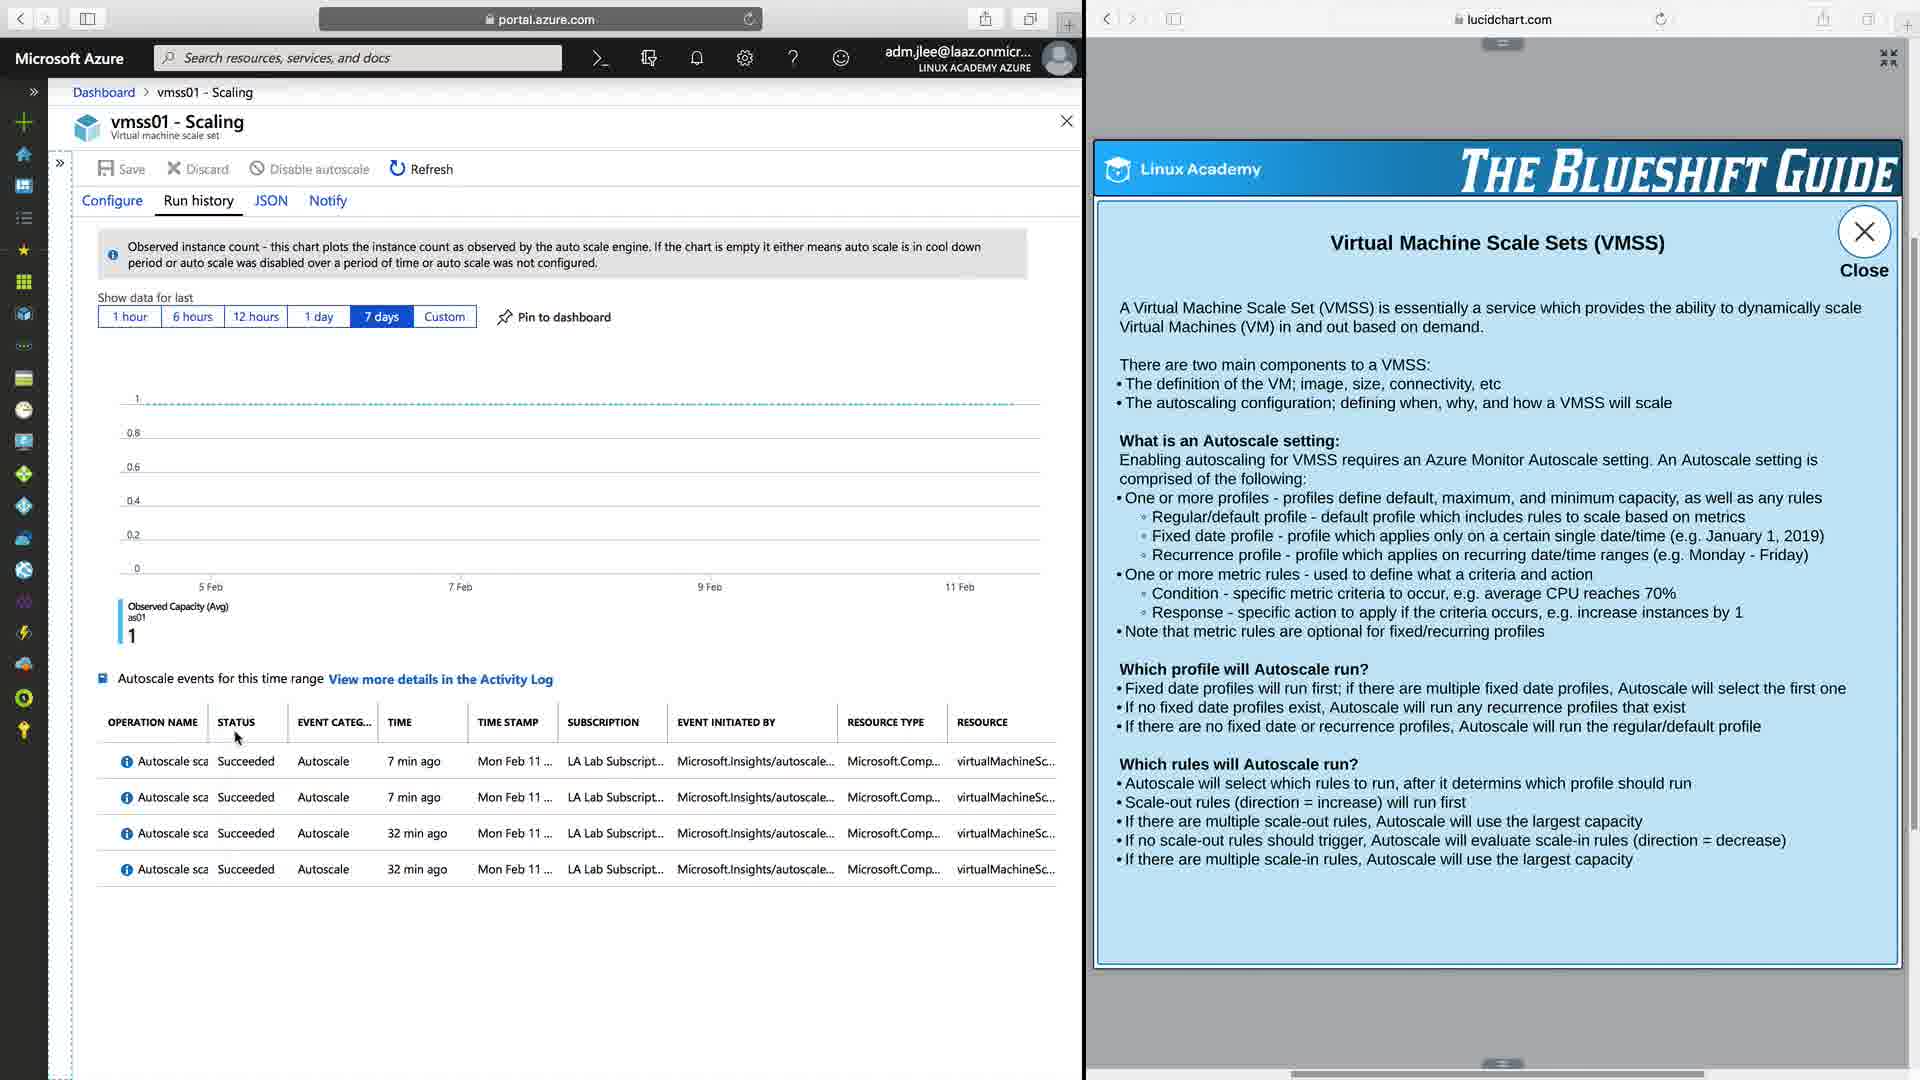 portal.azure.com
Microsoft Azure
Search resources, services, and docs
adm.jlee@laaz.onmicr...
LINUX ACADEMY AZURE
Dashboard > vmss01 - Scaling
vmss01 - Scaling
Virtual machine scale set
Save Discard Disable autoscale Refresh
Configure Run history JSON Notify
Observed instance count - this chart plots the instance count as observed by the auto scale engine. If the chart is empty it either means auto scale is in cool down
period or auto scale was disabled over a period of time or auto scale was not configured.
Show data for last
1 hour 6 hours 12 hours 1 day 7 days Custom Pin to dashboard
1
0.8
0.6
0.4
0.2
0
5 Feb 7 Feb 9 Feb 11 Feb
Observed Capacity (Avg)
as01
1
Autoscale events for this time range View more details in the Activity Log
OPERATION NAME STATUS EVENT CATEG... TIME TIME STAMP SUBSCRIPTION EVENT INITIATED BY RESOURCE TYPE RESOURCE
Autoscale sca Succeeded Autoscale 7 min ago Mon Feb 11 ... LA Lab Subscript... Microsoft.Insights/autoscale... Microsoft.Comp... virtualMachineSc...
Autoscale sca Succeeded Autoscale 7 min ago Mon Feb 11 ... LA Lab Subscript... Microsoft.Insights/autoscale... Microsoft.Comp... virtualMachineSc...
Autoscale sca Succeeded Autoscale 32 min ago Mon Feb 11 ... LA Lab Subscript... Microsoft.Insights/autoscale... Microsoft.Comp... virtualMachineSc...
Autoscale sca Succeeded Autoscale 32 min ago Mon Feb 11 ... LA Lab Subscript... Microsoft.Insights/autoscale... Microsoft.Comp... virtualMachineSc...
lucidchart.com
Linux Academy
THE BLUESHIFT GUIDE
Virtual Machine Scale Sets (VMSS)
Close
A Virtual Machine Scale Set (VMSS) is essentially a service which provides the ability to dynamically scale
Virtual Machines (VM) in and out based on demand.
There are two main components to a VMSS:
• The definition of the VM; image, size, connectivity, etc
• The autoscaling configuration; defining when, why, and how a VMSS will scale
What is an Autoscale setting:
Enabling autoscaling for VMSS requires an Azure Monitor Autoscale setting. An Autoscale setting is
comprised of the following:
• One or more profiles - profiles define default, maximum, and minimum capacity, as well as any rules
◦ Regular/default profile - default profile which includes rules to scale based on metrics
◦ Fixed date profile - profile which applies only on a certain single date/time (e.g. January 1, 2019)
◦ Recurrence profile - profile which applies on recurring date/time ranges (e.g. Monday - Friday)
• One or more metric rules - used to define what a criteria and action
◦ Condition - specific metric criteria to occur, e.g. average CPU reaches 70%
◦ Response - specific action to apply if the criteria occurs, e.g. increase instances by 1
• Note that metric rules are optional for fixed/recurring profiles
Which profile will Autoscale run?
• Fixed date profiles will run first; if there are multiple fixed date profiles, Autoscale will select the first one
• If no fixed date profiles exist, Autoscale will run any recurrence profiles that exist
• If there are no fixed date or recurrence profiles, Autoscale will run the regular/default profile
Which rules will Autoscale run?
• Autoscale will select which rules to run, after it determins which profile should run
• Scale-out rules (direction = increase) will run first
• If there are multiple scale-out rules, Autoscale will use the largest capacity
• If no scale-out rules should trigger, Autoscale will evaluate scale-in rules (direction = decrease)
• If there are multiple scale-in rules, Autoscale will use the largest capacity